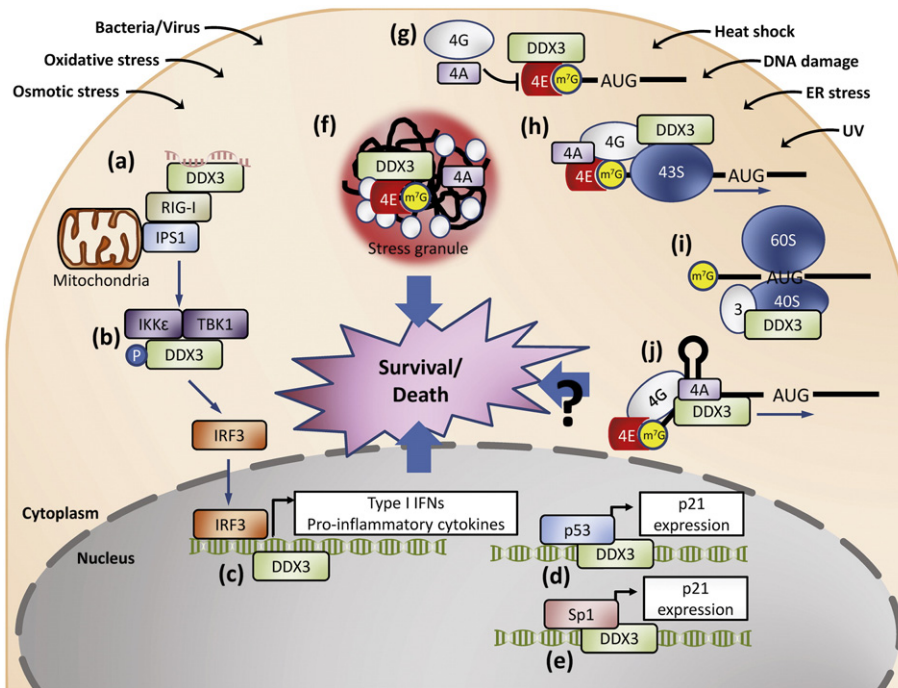 Bacteria/Virus
Oxidative stress
Osmotic stress
Heat shock
DNA damage
ER stress
UV
(a)
DDX3
RIG-I
IPS1
Mitochondria
(b)
IKKε
TBK1
P
DDX3
IRF3
IRF3
Type I IFNs
Pro-inflammatory cytokines
(c)
DDX3
Cytoplasm
Nucleus
(d)
p53
DDX3
p21
expression
(e)
Sp1
DDX3
p21
expression
(f)
DDX3
4A
4E
m⁷G
Stress granule
Survival/
Death
?
(g)
4G
4A
DDX3
4E
m⁷G
AUG
(h)
4A
4G
DDX3
4E
m⁷G
43S
AUG
(i)
60S
m⁷G
AUG
3
40S
DDX3
(j)
4G
4A
DDX3
4E
m⁷G
AUG